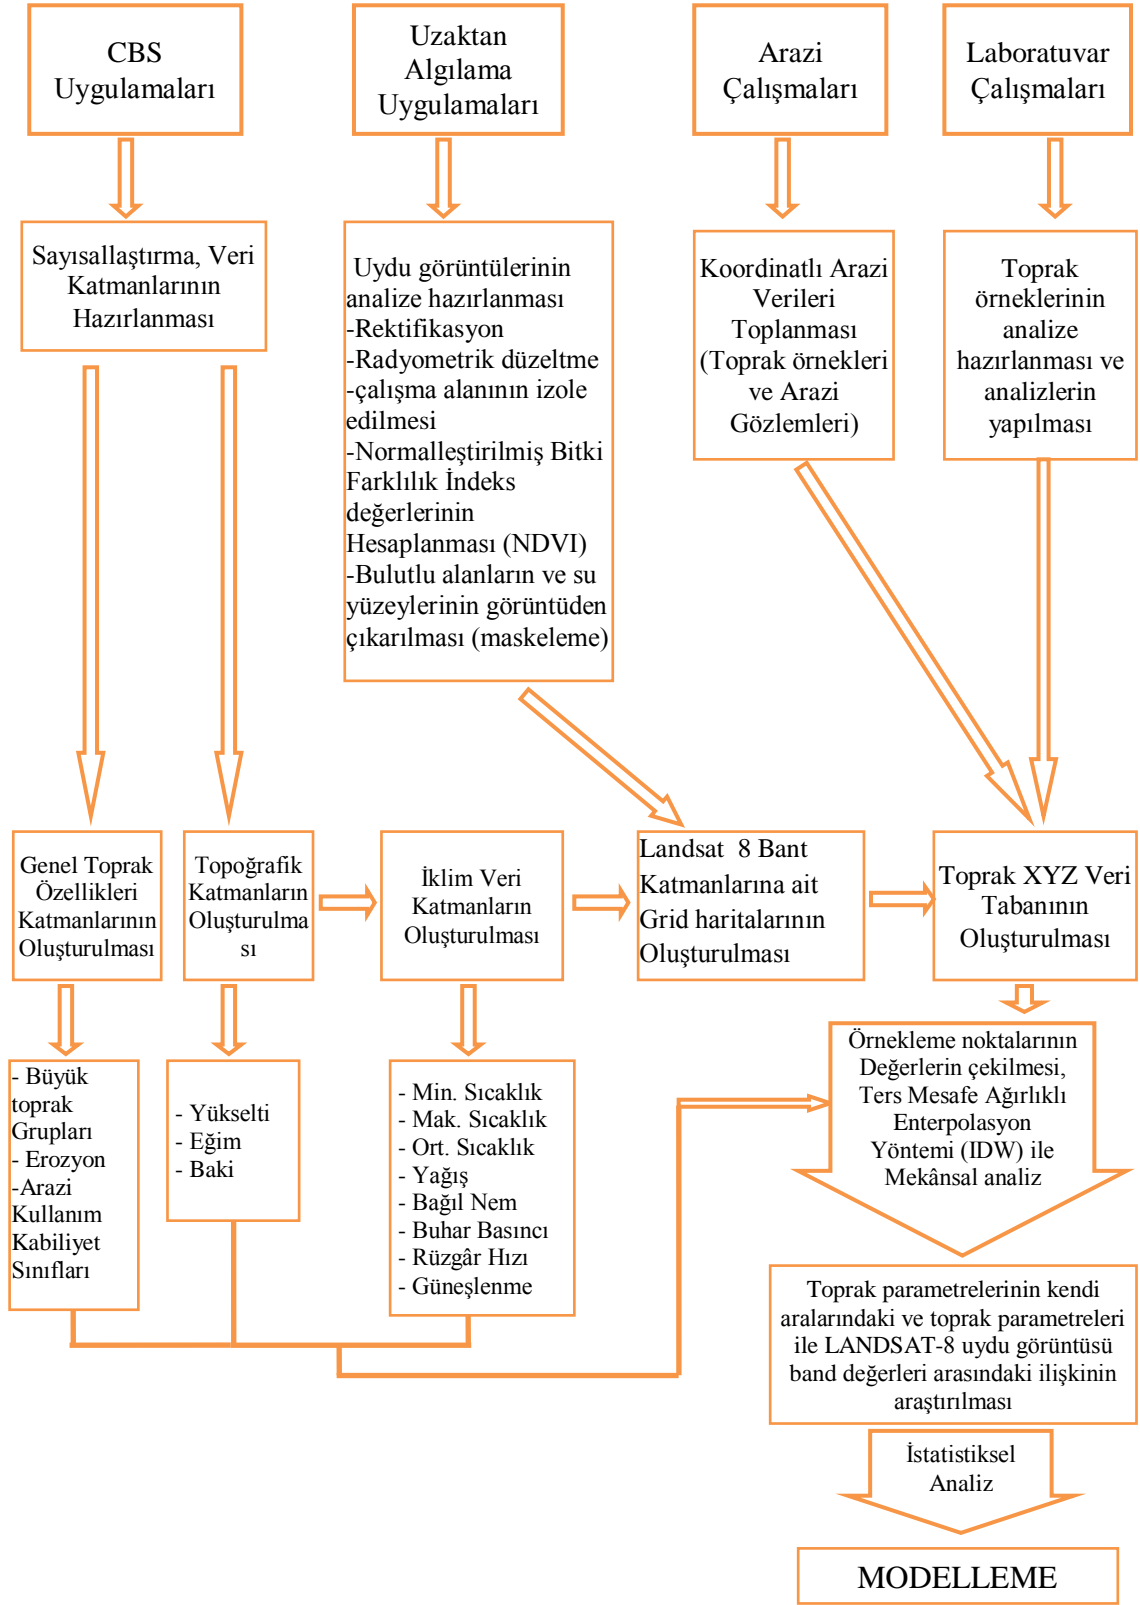 CBS
Uygulamaları
Uzaktan
Algılama
Uygulamaları
Arazi
Çalışmaları
Laboratuvar
Çalışmaları
Sayısallaştırma, Veri
Katmanlarının
Hazırlanması
Uydu görüntülerinin
analize hazırlanması
-Rektifikasyon
-Radyometrik düzeltme
-çalışma alanının izole
edilmesi
-Normalleştirilmiş Bitki
Farklılık İndeks
değerlerinin
Hesaplanması (NDVI)
-Bulutlu alanların ve su
yüzeylerinin görüntüden
çıkarılması (maskeleme)
Koordinatlı Arazi
Verileri
Toplanması
(Toprak örnekleri
ve Arazi
Gözlemleri)
Toprak
örneklerinin
analize
hazırlanması ve
analizlerin
yapılması
Genel Toprak
Özellikleri
Katmanlarının
Oluşturulması
Topoğrafik
Katmanların
Oluşturulma
sı
İklim Veri
Katmanların
Oluşturulması
Landsat 8 Bant
Katmanlarına ait
Grid haritalarının
Oluşturulması
Toprak XYZ Veri
Tabanının
Oluşturulması
- Büyük
toprak
Grupları
- Erozyon
-Arazi
Kullanım
Kabiliyet
Sınıfları
- Yükselti
- Eğim
- Baki
- Min. Sıcaklık
- Mak. Sıcaklık
- Ort. Sıcaklık
- Yağış
- Bağıl Nem
- Buhar Basıncı
- Rüzgâr Hızı
- Güneşlenme
Örnekleme noktalarının
Değerlerin çekilmesi,
Ters Mesafe Ağırlıklı
Enterpolasyon
Yöntemi (IDW) ile
Mekânsal analiz
Toprak parametrelerinin kendi
aralarındaki ve toprak parametreleri
ile LANDSAT-8 uydu görüntüsü
band değerleri arasındaki ilişkinin
araştırılması
İstatistiksel
Analiz
MODELLEME